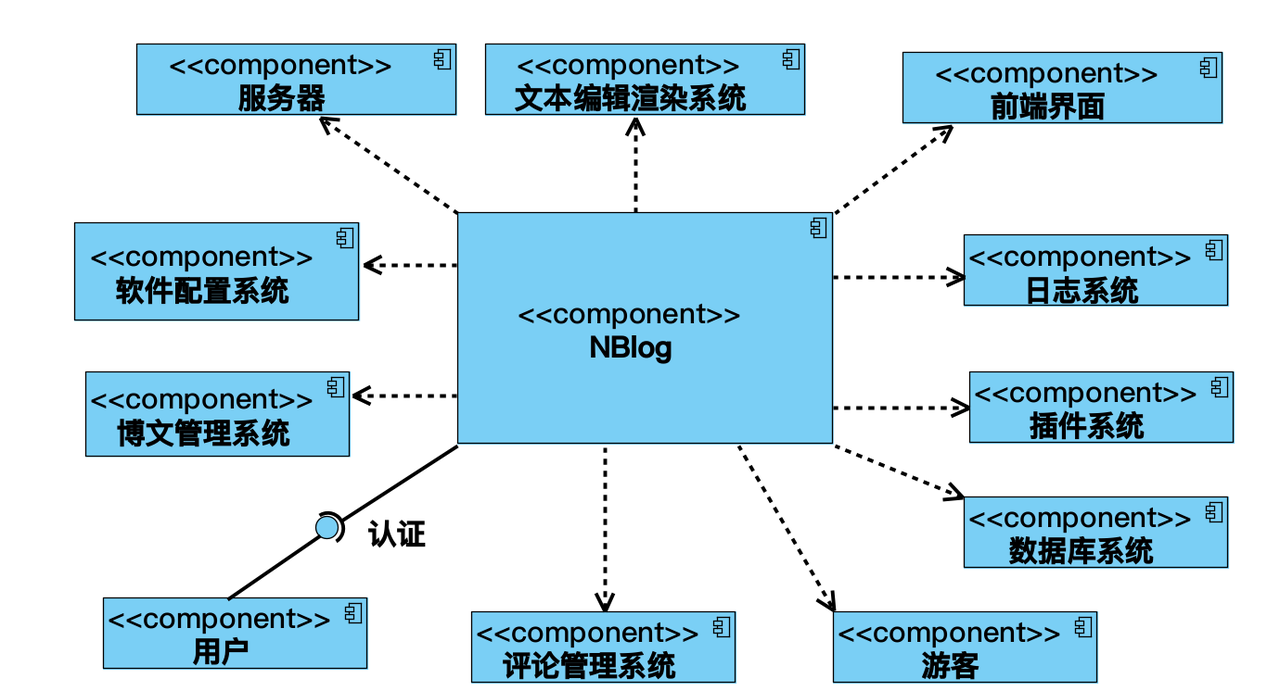 <<component>>
服务器
<<component>>
文本编辑渲染系统
<<component>>
前端界面
<<component>>
软件配置系统
<<component>>
日志系统
<<component>>
NBlog
<<component>>
博文管理系统
<<component>>
插件系统
认证
<<component>>
数据库系统
<<component>>
用户
<<component>>
评论管理系统
<<component>>
游客